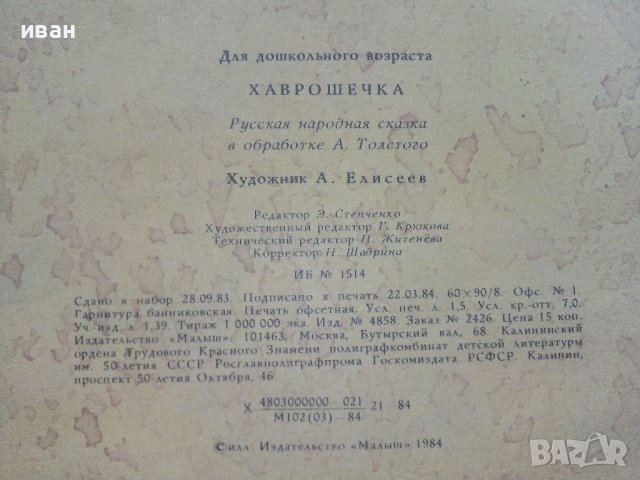 иван
Для дошкольного возраста
ХАВРОШЕЧКА
Русская народная сказка
в обработке А. Толстого
Художник А. Елисеев
Редактор Э. Степченко
Художественный редактор Г. Крюкова
Технический редактор Н. Житенёва
Корректор Н. Шадрина
ИБ № 1514
Сдано в набор 28.09.83. Подписано в печать 22.03.84. 60×90/8. Офс. № 1.
Гарнитура банниковская. Печать офсетная. Усл. печ. л. 1,5. Усл. кр.-отт. 7,0.
Уч.-изд. л. 1,39. Тираж 1 000 000 экз. Изд. № 4858. Заказ № 2426. Цена 15 коп.
Издательство «Малыш». 101463, Москва, Бутырский вал, 68. Калининский
ордена Трудового Красного Знамени полиграфкомбинат детской литературы
им. 50-летия СССР Росглавполиграфпрома Госкомиздата РСФСР. Калинин,
проспект 50-летия Октября, 46
Х 4803000000—021 21—84
М102(03)—84
©илл. Издательство «Малыш» 1984
BAZAR